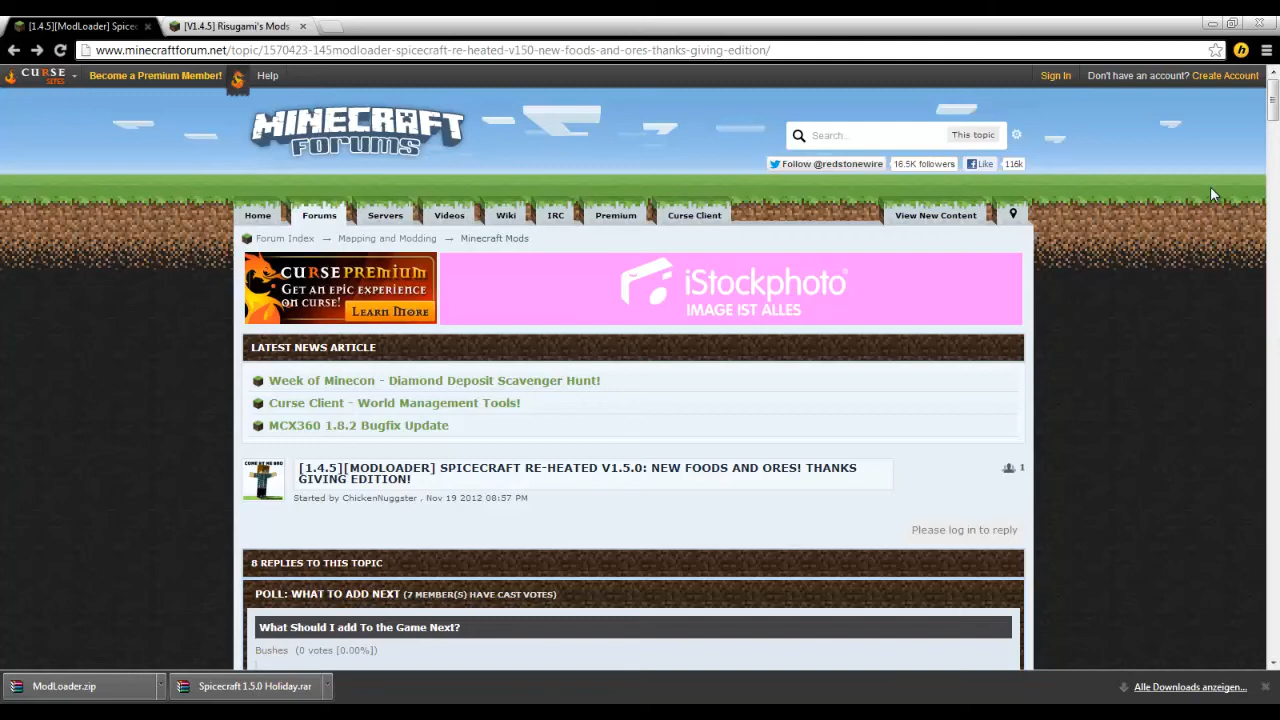 [1.4.5][ModLoader] Spicec
[V1.4.5] Risugami's Mods
www.minecraftforum.net/topic/1570423-145modloader-spicecraft-re-heated-v150-new-foods-and-ores-thanks-giving-edition/
CURSE SITES
Become a Premium Member!
Help
Sign In
Don't have an account? Create Account
MINECRAFT
FORUMS
Search...
This topic
Follow @redstonewire
16.5K followers
Like
116k
Home
Forums
Servers
Videos
Wiki
IRC
Premium
Curse Client
View New Content
Forum Index → Mapping and Modding → Minecraft Mods
CURSE PREMIUM
GET AN EPIC EXPERIENCE
ON CURSE!
LEARN MORE
iStockphoto®
IMAGE IST ALLES
LATEST NEWS ARTICLE
Week of Minecon - Diamond Deposit Scavenger Hunt!
Curse Client - World Management Tools!
MCX360 1.8.2 Bugfix Update
COME AT ME BRO
[1.4.5][MODLOADER] SPICECRAFT RE-HEATED V1.5.0: NEW FOODS AND ORES! THANKS
GIVING EDITION!
1
Started by ChickenNuggster , Nov 19 2012 08:57 PM
Please log in to reply
8 REPLIES TO THIS TOPIC
POLL: WHAT TO ADD NEXT (7 MEMBER(S) HAVE CAST VOTES)
What Should I add To the Game Next?
Bushes (0 votes [0.00%])
ModLoader.zip
Spicecraft 1.5.0 Holiday.rar
Alle Downloads anzeigen...